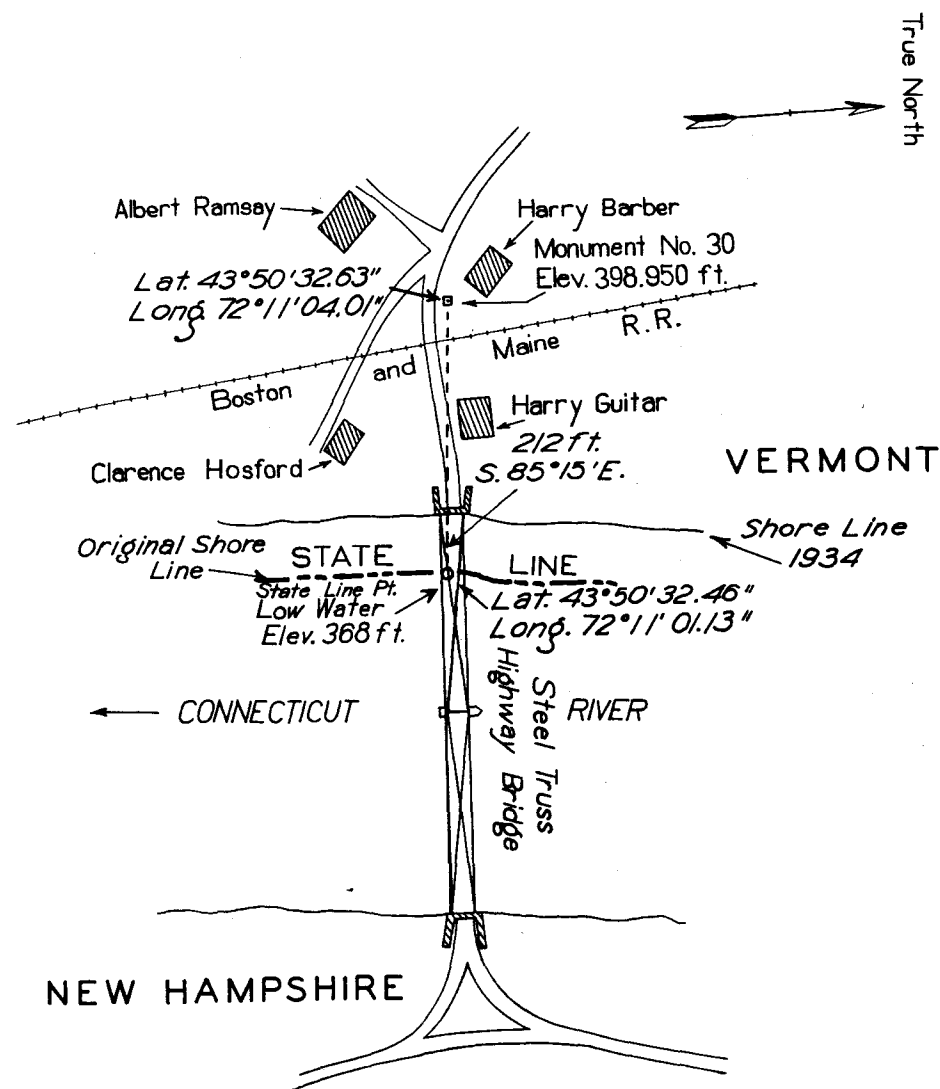 True North
Albert Ramsay
Harry Barber
Monument No. 30
Elev. 398.950 ft.
Lat. 43°50'32.63"
Long. 72°11'04.01"
Boston and Maine R.R.
Harry Guitar
212 ft.
S. 85°15' E.
Clarence Hosford
VERMONT
Shore Line
1934
Original Shore
Line
STATE LINE
State Line Pt.
Low Water
Elev. 368 ft.
Lat. 43°50'32.46"
Long. 72°11'01.13"
Steel Truss
Highway Bridge
CONNECTICUT RIVER
NEW HAMPSHIRE